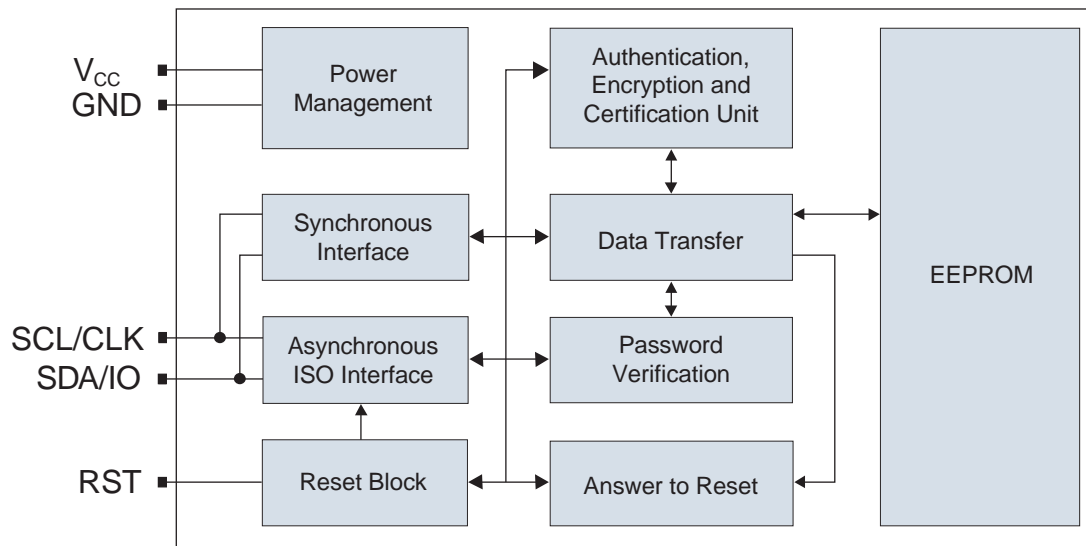 VCC
GND
Power
Management
Authentication,
Encryption and
Certification Unit
Synchronous
Interface
Data Transfer
EEPROM
SCL/CLK
SDA/IO
Asynchronous
ISO Interface
Password
Verification
RST
Reset Block
Answer to Reset